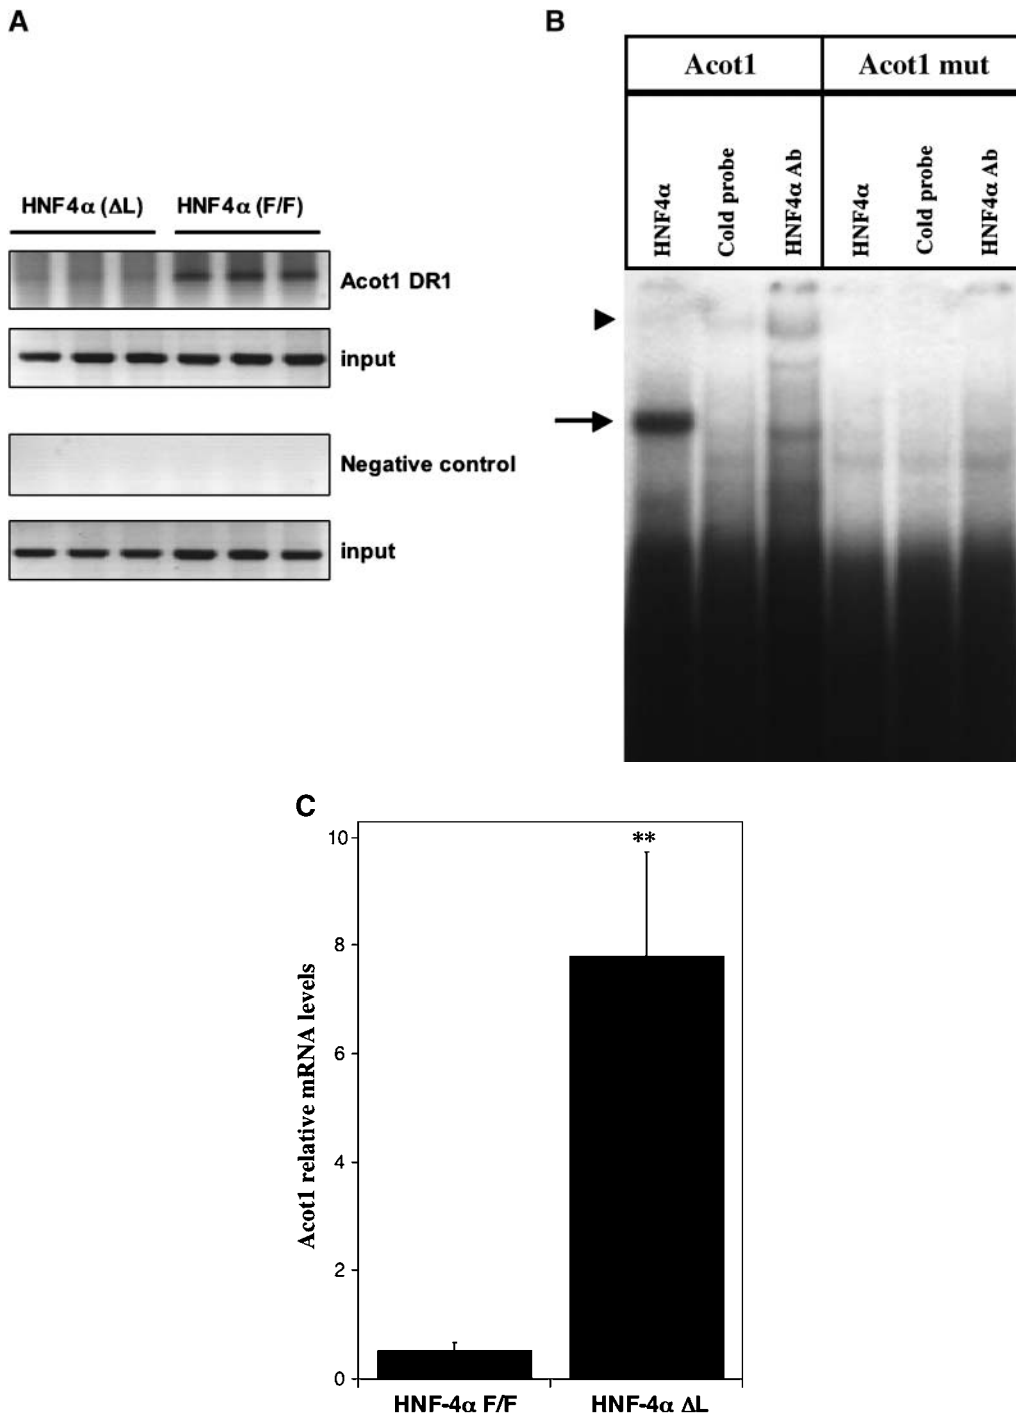 A
HNF4α (ΔL) HNF4α (F/F)
Acot1 DR1
input
Negative control
input
B
Acot1 Acot1 mut
HNF4α
Cold probe
HNF4α Ab
HNF4α
Cold probe
HNF4α Ab
C
**
10
8
6
4
2
0
Acot1 relative mRNA levels
HNF-4α F/F HNF-4α ΔL